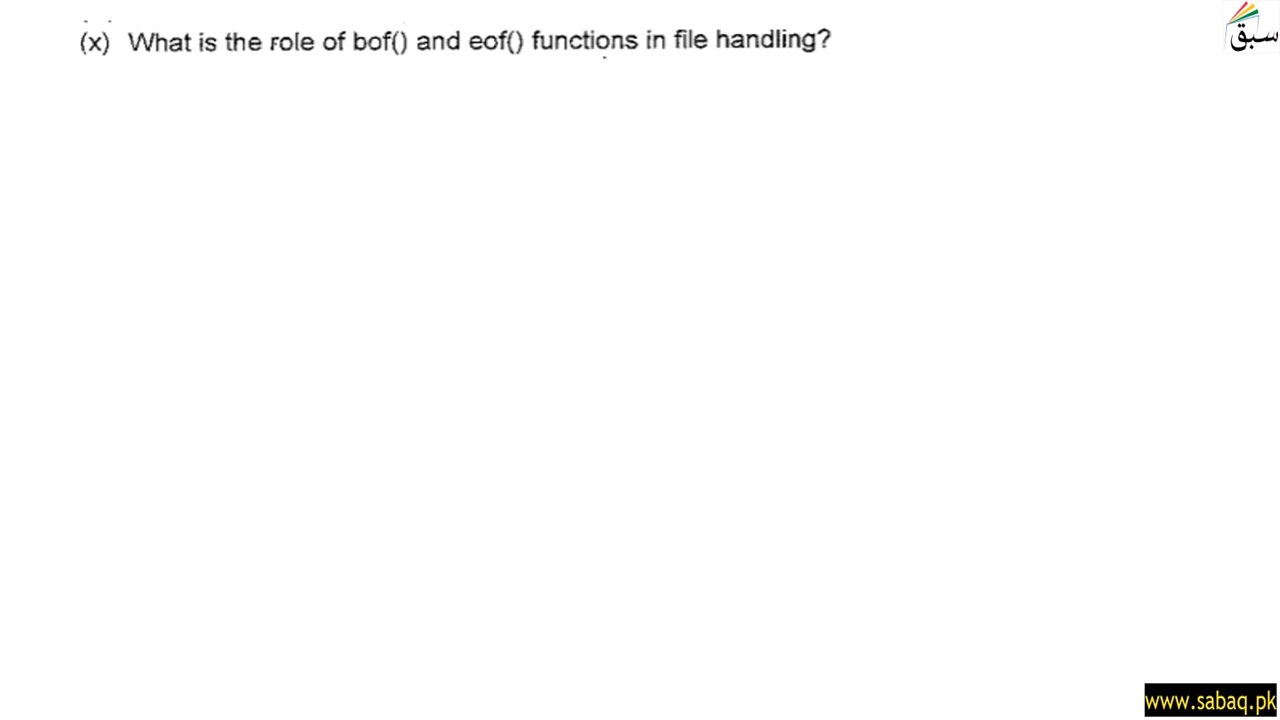 (x) What is the role of bof() and eof() functions in file handling?
سبق
www.sabaq.pk